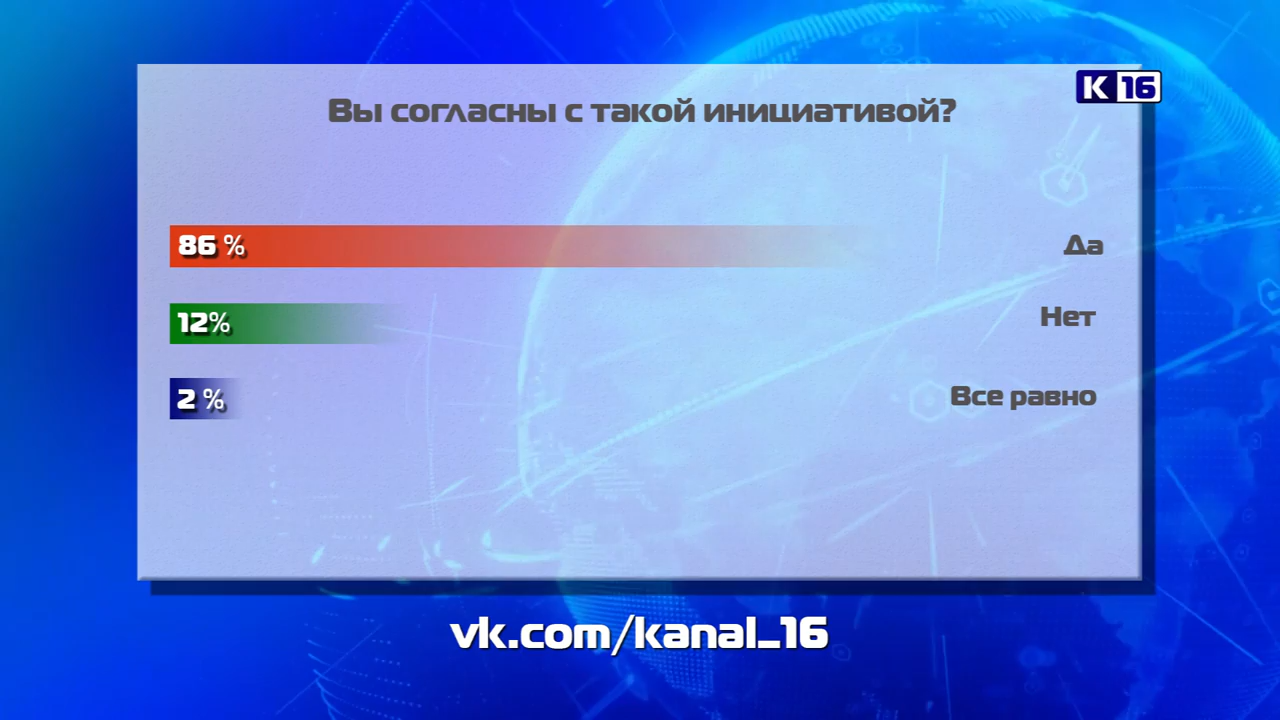 К 16
Вы согласны с такой инициативой?
86 % Да
12% Нет
2 % Все равно
vk.com/kanal_16